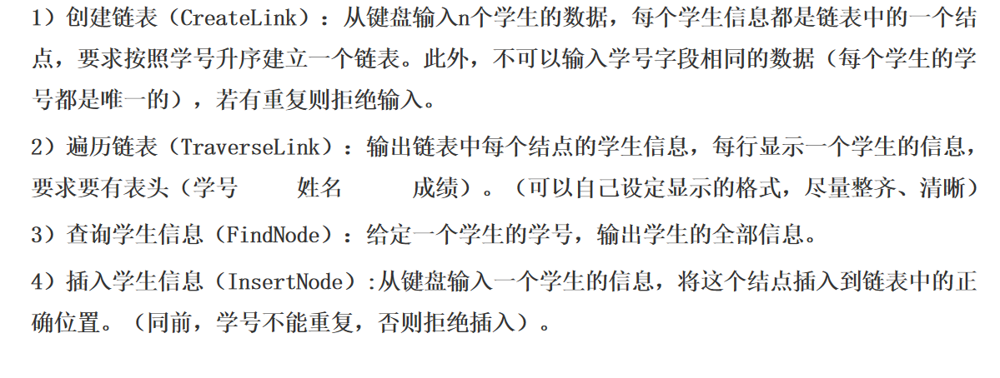 1）创建链表（CreateLink）：从键盘输入n个学生的数据，每个学生信息都是链表中的一个结
点，要求按照学号升序建立一个链表。此外，不可以输入学号字段相同的数据（每个学生的学
号都是唯一的），若有重复则拒绝输入。
2）遍历链表（TraverseLink）：输出链表中每个结点的学生信息，每行显示一个学生的信息，
要求要有表头（学号　　姓名　　　成绩）。（可以自己设定显示的格式，尽量整齐、清晰）
3）查询学生信息（FindNode）：给定一个学生的学号，输出学生的全部信息。
4）插入学生信息（InsertNode）:从键盘输入一个学生的信息，将这个结点插入到链表中的正
确位置。（同前，学号不能重复，否则拒绝插入）。